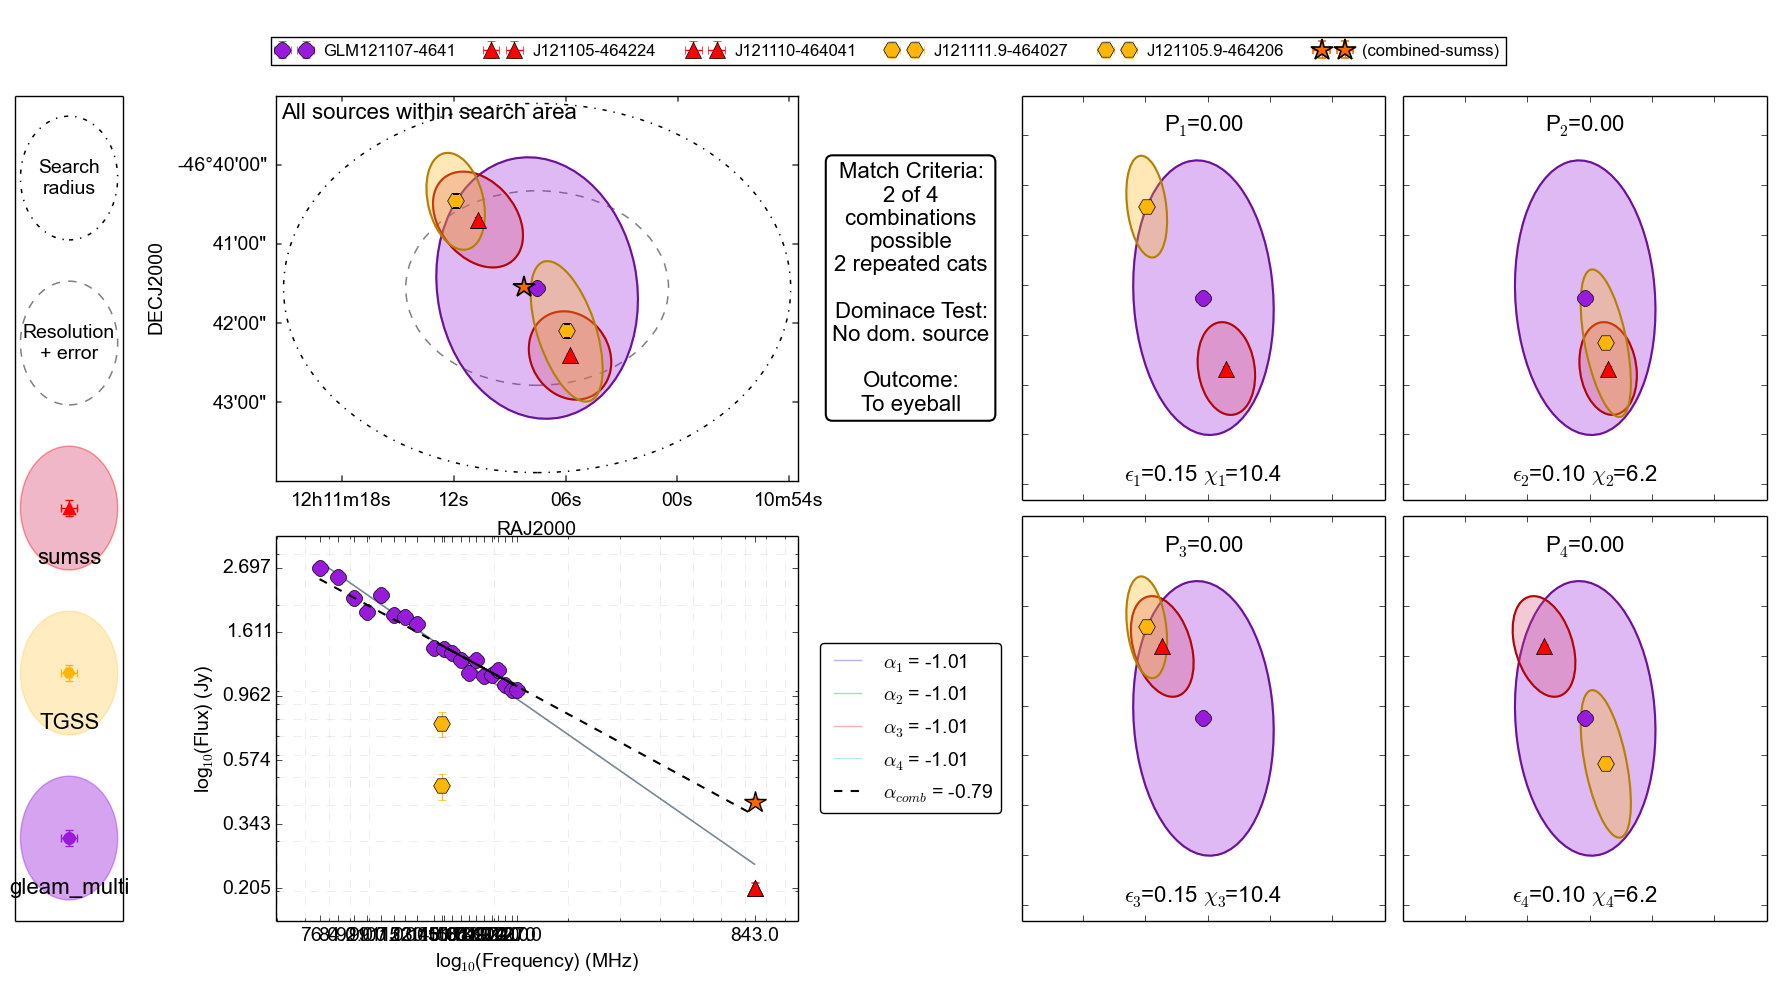 GLM121107-4641 J121105-464224 J121110-464041 J121111.9-464027 J121105.9-464206 (combined-sumss)
Search
radius
Resolution
+ error
sumss
TGSS
gleam_multi
All sources within search area
DECJ2000
-46°40'00"
41'00"
42'00"
43'00"
12h11m18s 12s 06s 00s 10m54s
RAJ2000
Match Criteria:
2 of 4
combinations
possible
2 repeated cats
Dominace Test:
No dom. source
Outcome:
To eyeball
P1=0.00
ϵ1=0.15 χ1=10.4
P2=0.00
ϵ2=0.10 χ2=6.2
P3=0.00
ϵ3=0.15 χ3=10.4
P4=0.00
ϵ4=0.10 χ4=6.2
log10(Flux) (Jy)
2.697
1.611
0.962
0.574
0.343
0.205
843.0
log10(Frequency) (MHz)
α1 = -1.01
α2 = -1.01
α3 = -1.01
α4 = -1.01
αcomb = -0.79